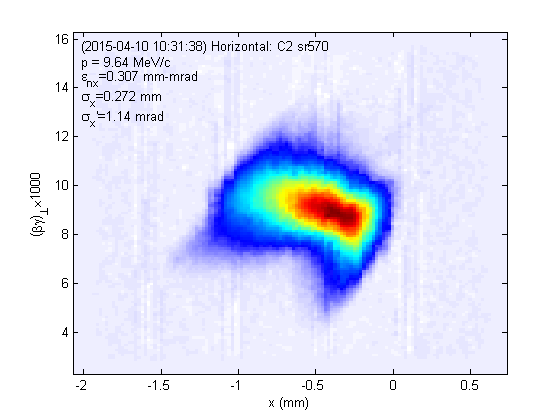 (2015-04-10 10:31:38) Horizontal: C2 sr570
p = 9.64 MeV/c
εnx=0.307 mm-mrad
σx=0.272 mm
σx'=1.14 mrad
16
14
12
10
8
6
4
(βγ)⊥×1000
-2
-1.5
-1
-0.5
0
0.5
x (mm)